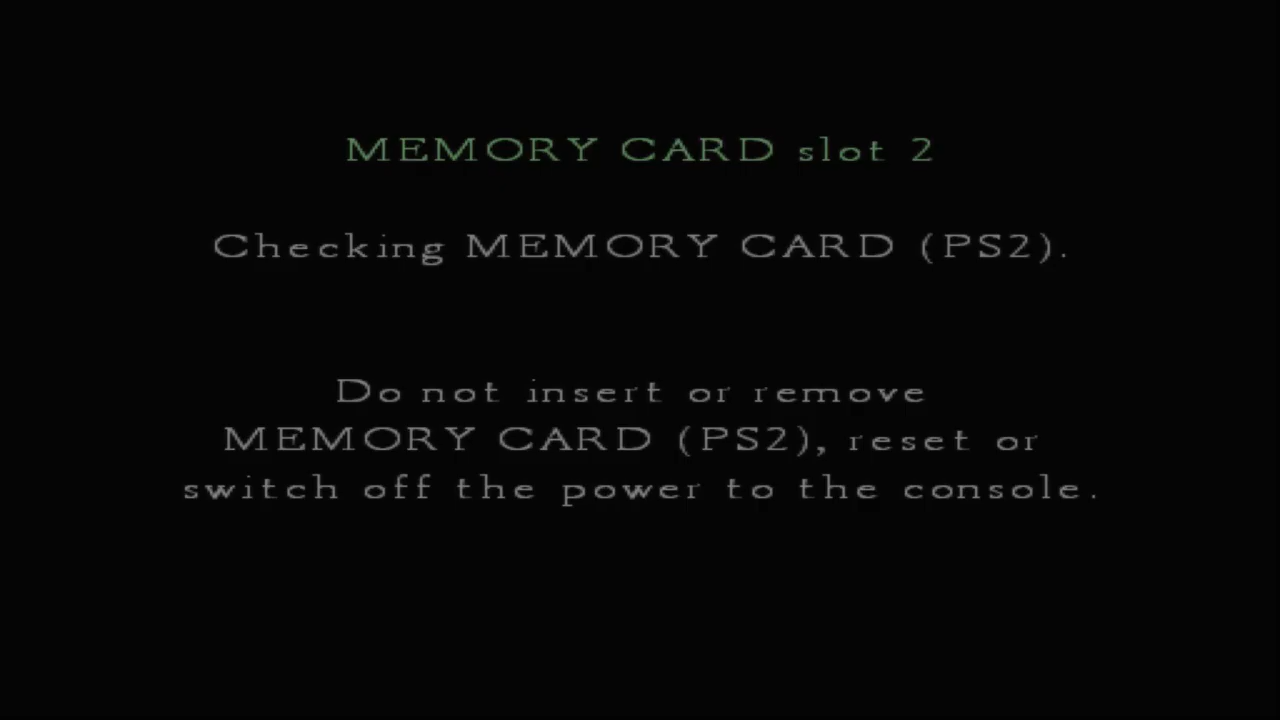 MEMORY CARD slot 2
Checking MEMORY CARD (PS2).
Do not insert or remove
MEMORY CARD (PS2), reset or
switch off the power to the console.